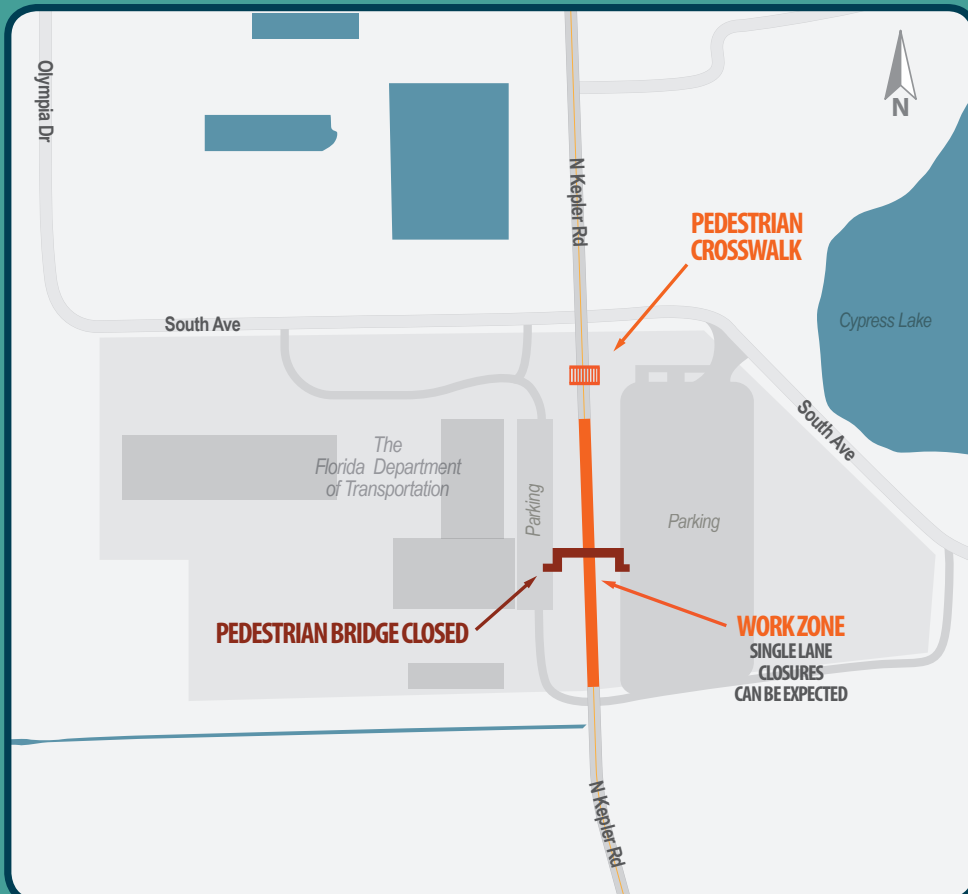 Olympia Dr
N
N Kepler Rd
PEDESTRIAN
CROSSWALK
Cypress Lake
South Ave
South Ave
The
Florida Department
of Transportation
Parking
Parking
PEDESTRIAN BRIDGE CLOSED
WORK ZONE
SINGLE LANE
CLOSURES
CAN BE EXPECTED
N Kepler Rd